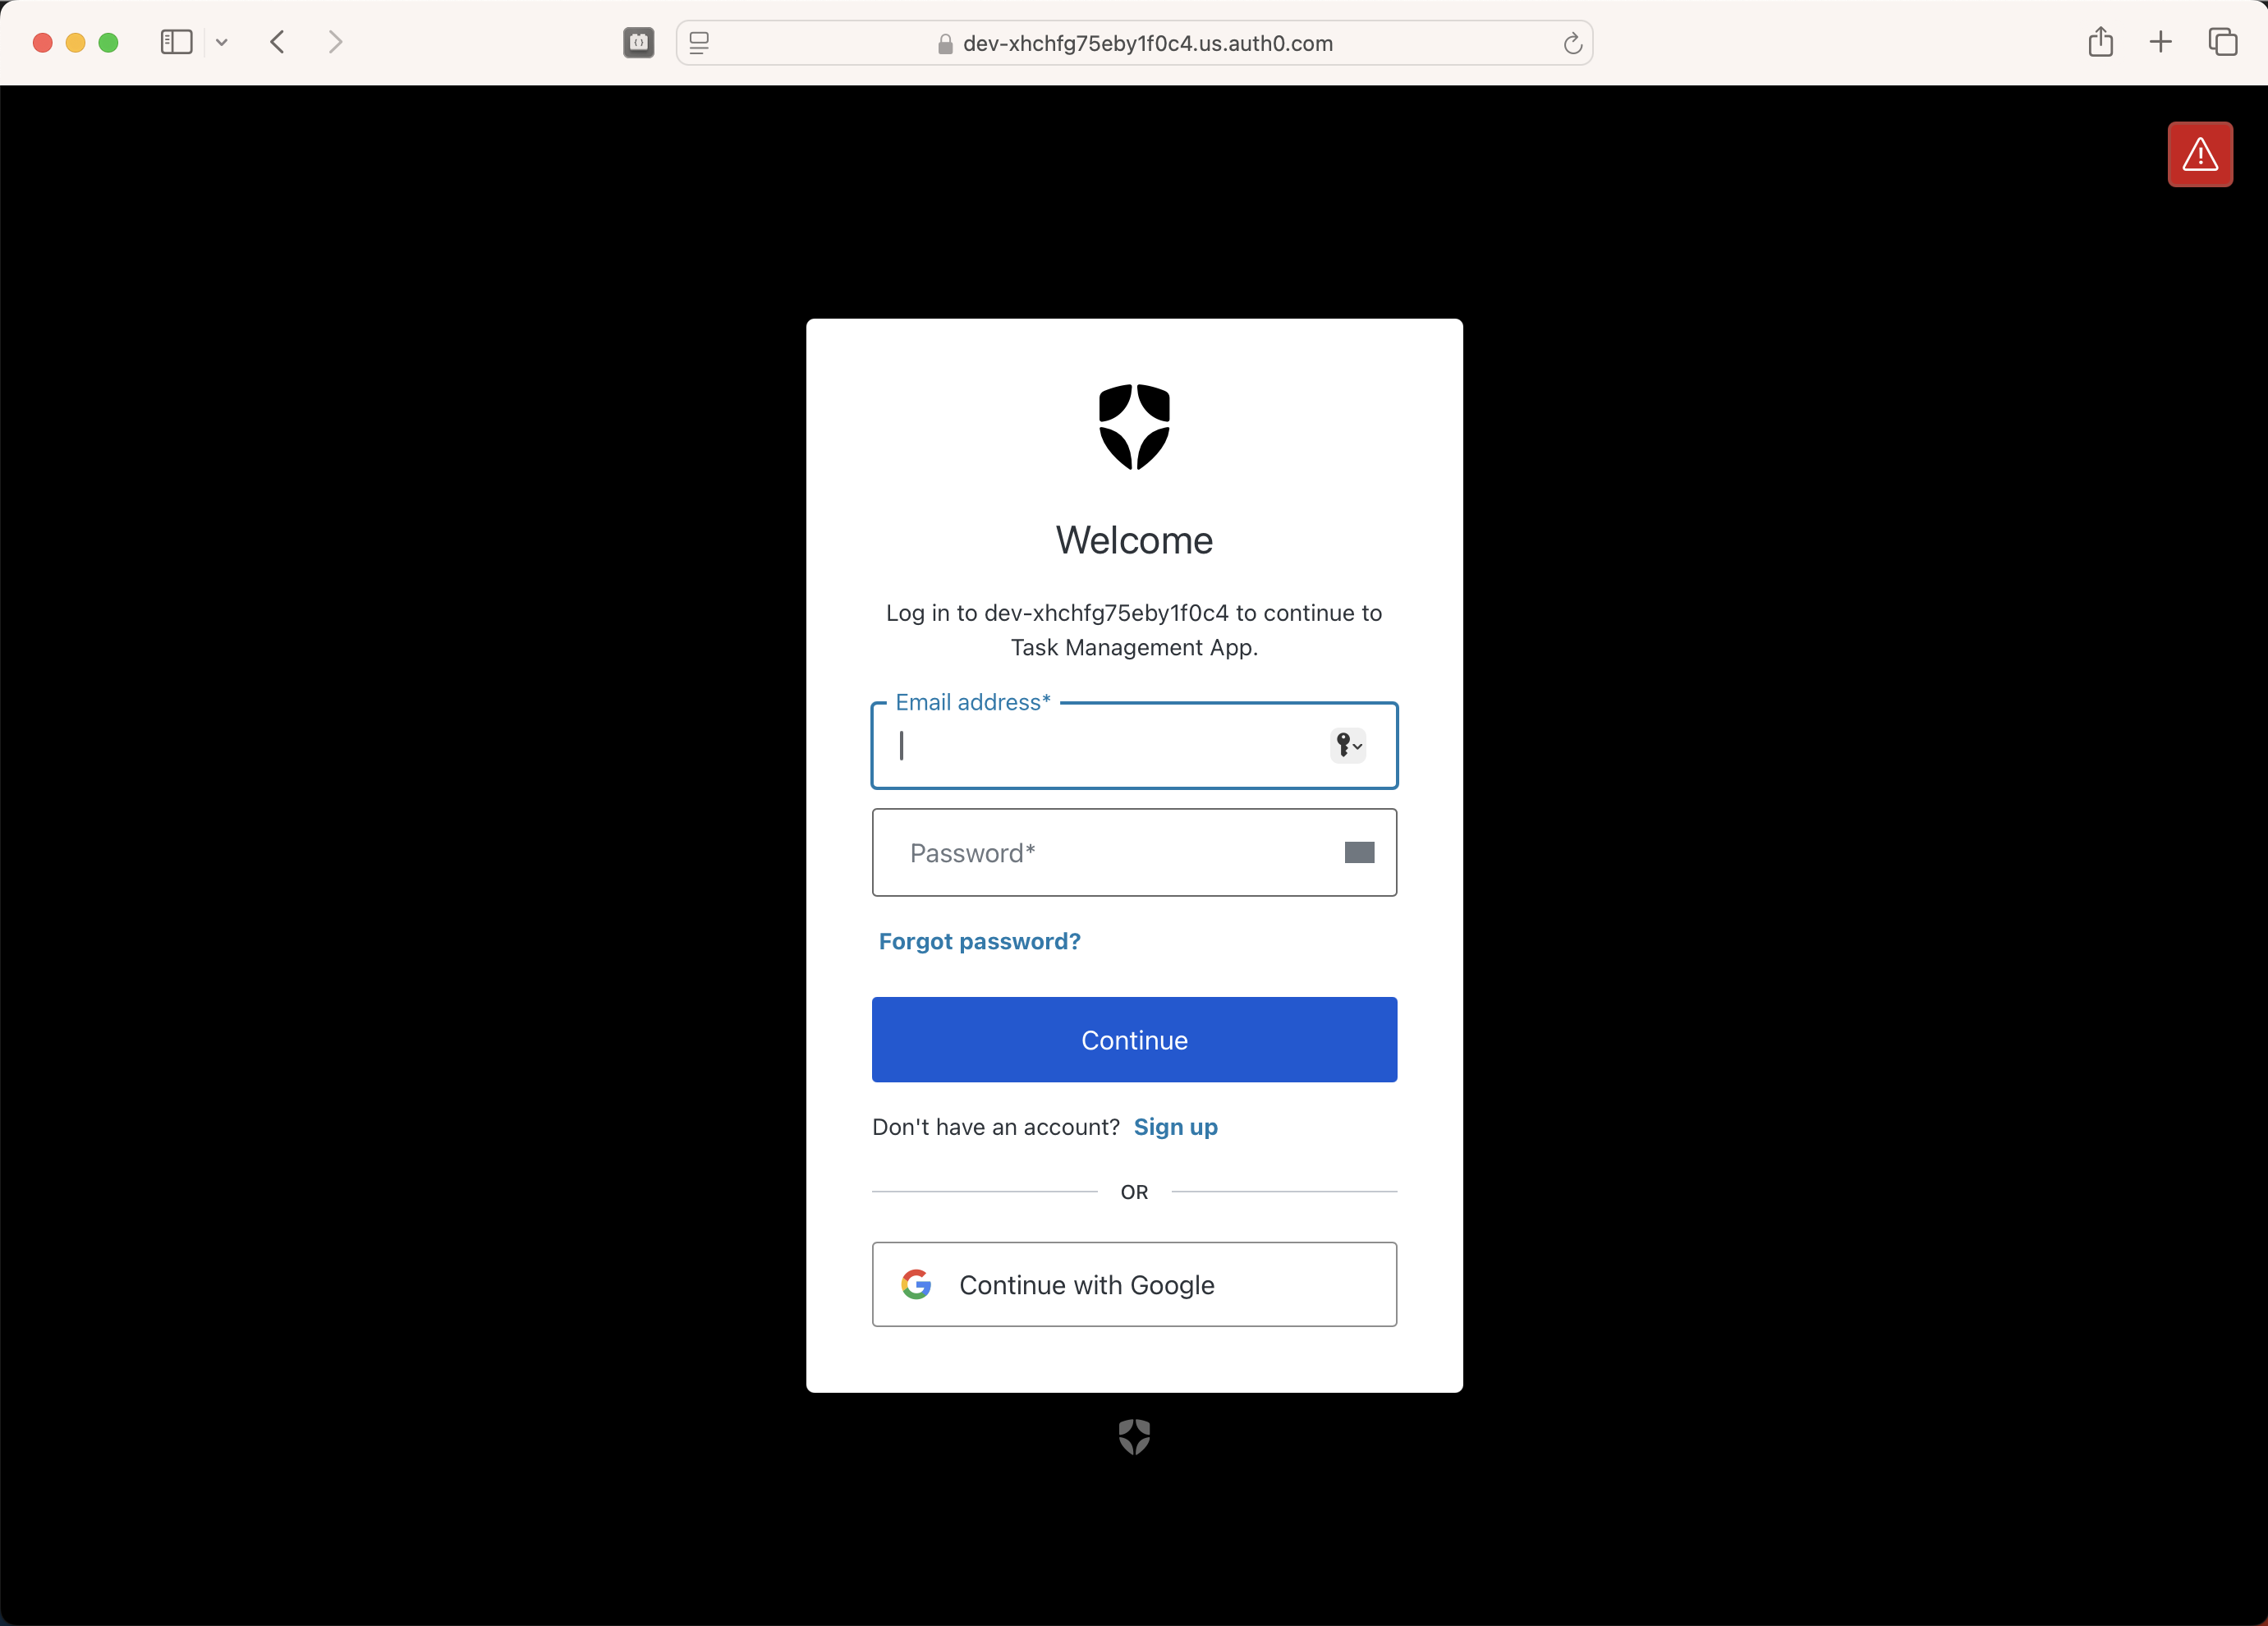 dev-xhchfg75eby1f0c4.us.auth0.com
Welcome
Log in to dev-xhchfg75eby1f0c4 to continue to
Task Management App.
Email address*
Password*
Forgot password?
Continue
Don't have an account? Sign up
OR
Continue with Google